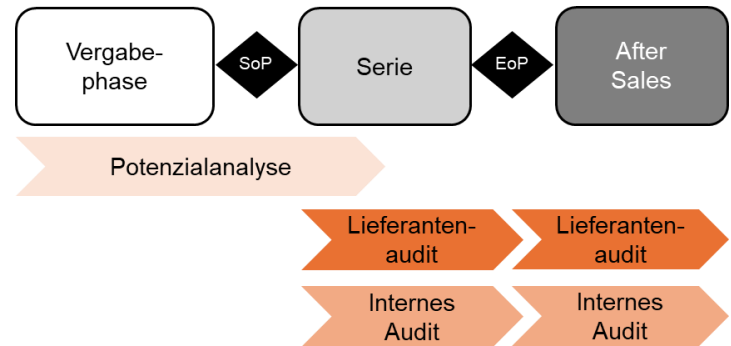 Vergabe-
phase
SoP
Serie
EoP
After
Sales
Potenzialanalyse
Lieferanten-
audit
Lieferanten-
audit
Internes
Audit
Internes
Audit